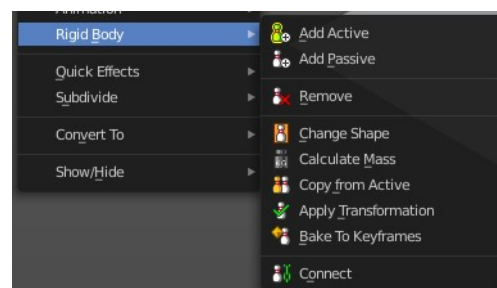 Animation
Rigid Body
Quick Effects
Subdivide
Convert To
Show/Hide
Add Active
Add Passive
Remove
Change Shape
Calculate Mass
Copy from Active
Apply Transformation
Bake To Keyframes
Connect